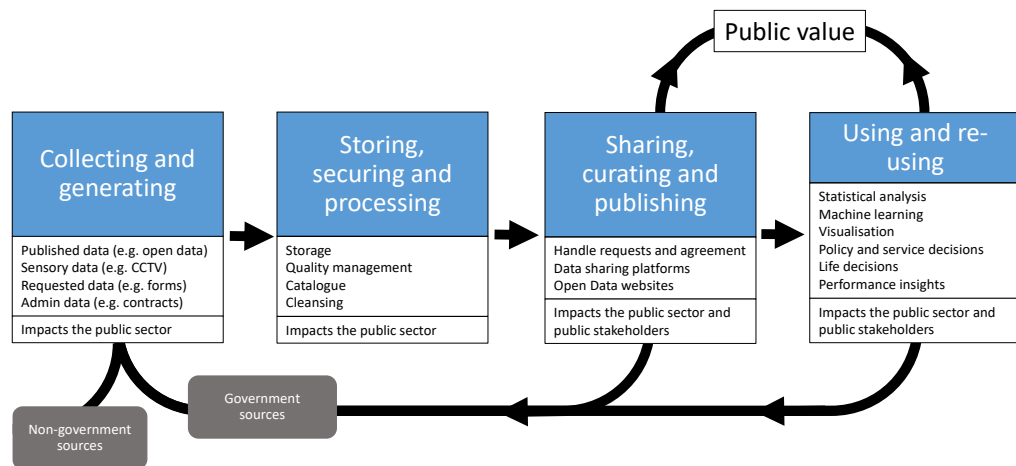 Public value
Collecting and
generating
Published data (e.g. open data)
Sensory data (e.g. CCTV)
Requested data (e.g. forms)
Admin data (e.g. contracts)
Impacts the public sector
Storing,
securing and
processing
Storage
Quality management
Catalogue
Cleansing
Impacts the public sector
Sharing,
curating and
publishing
Handle requests and agreement
Data sharing platforms
Open Data websites
Impacts the public sector and
public stakeholders
Using and re-
using
Statistical analysis
Machine learning
Visualisation
Policy and service decisions
Life decisions
Performance insights
Impacts the public sector and
public stakeholders
Government
sources
Non-government
sources